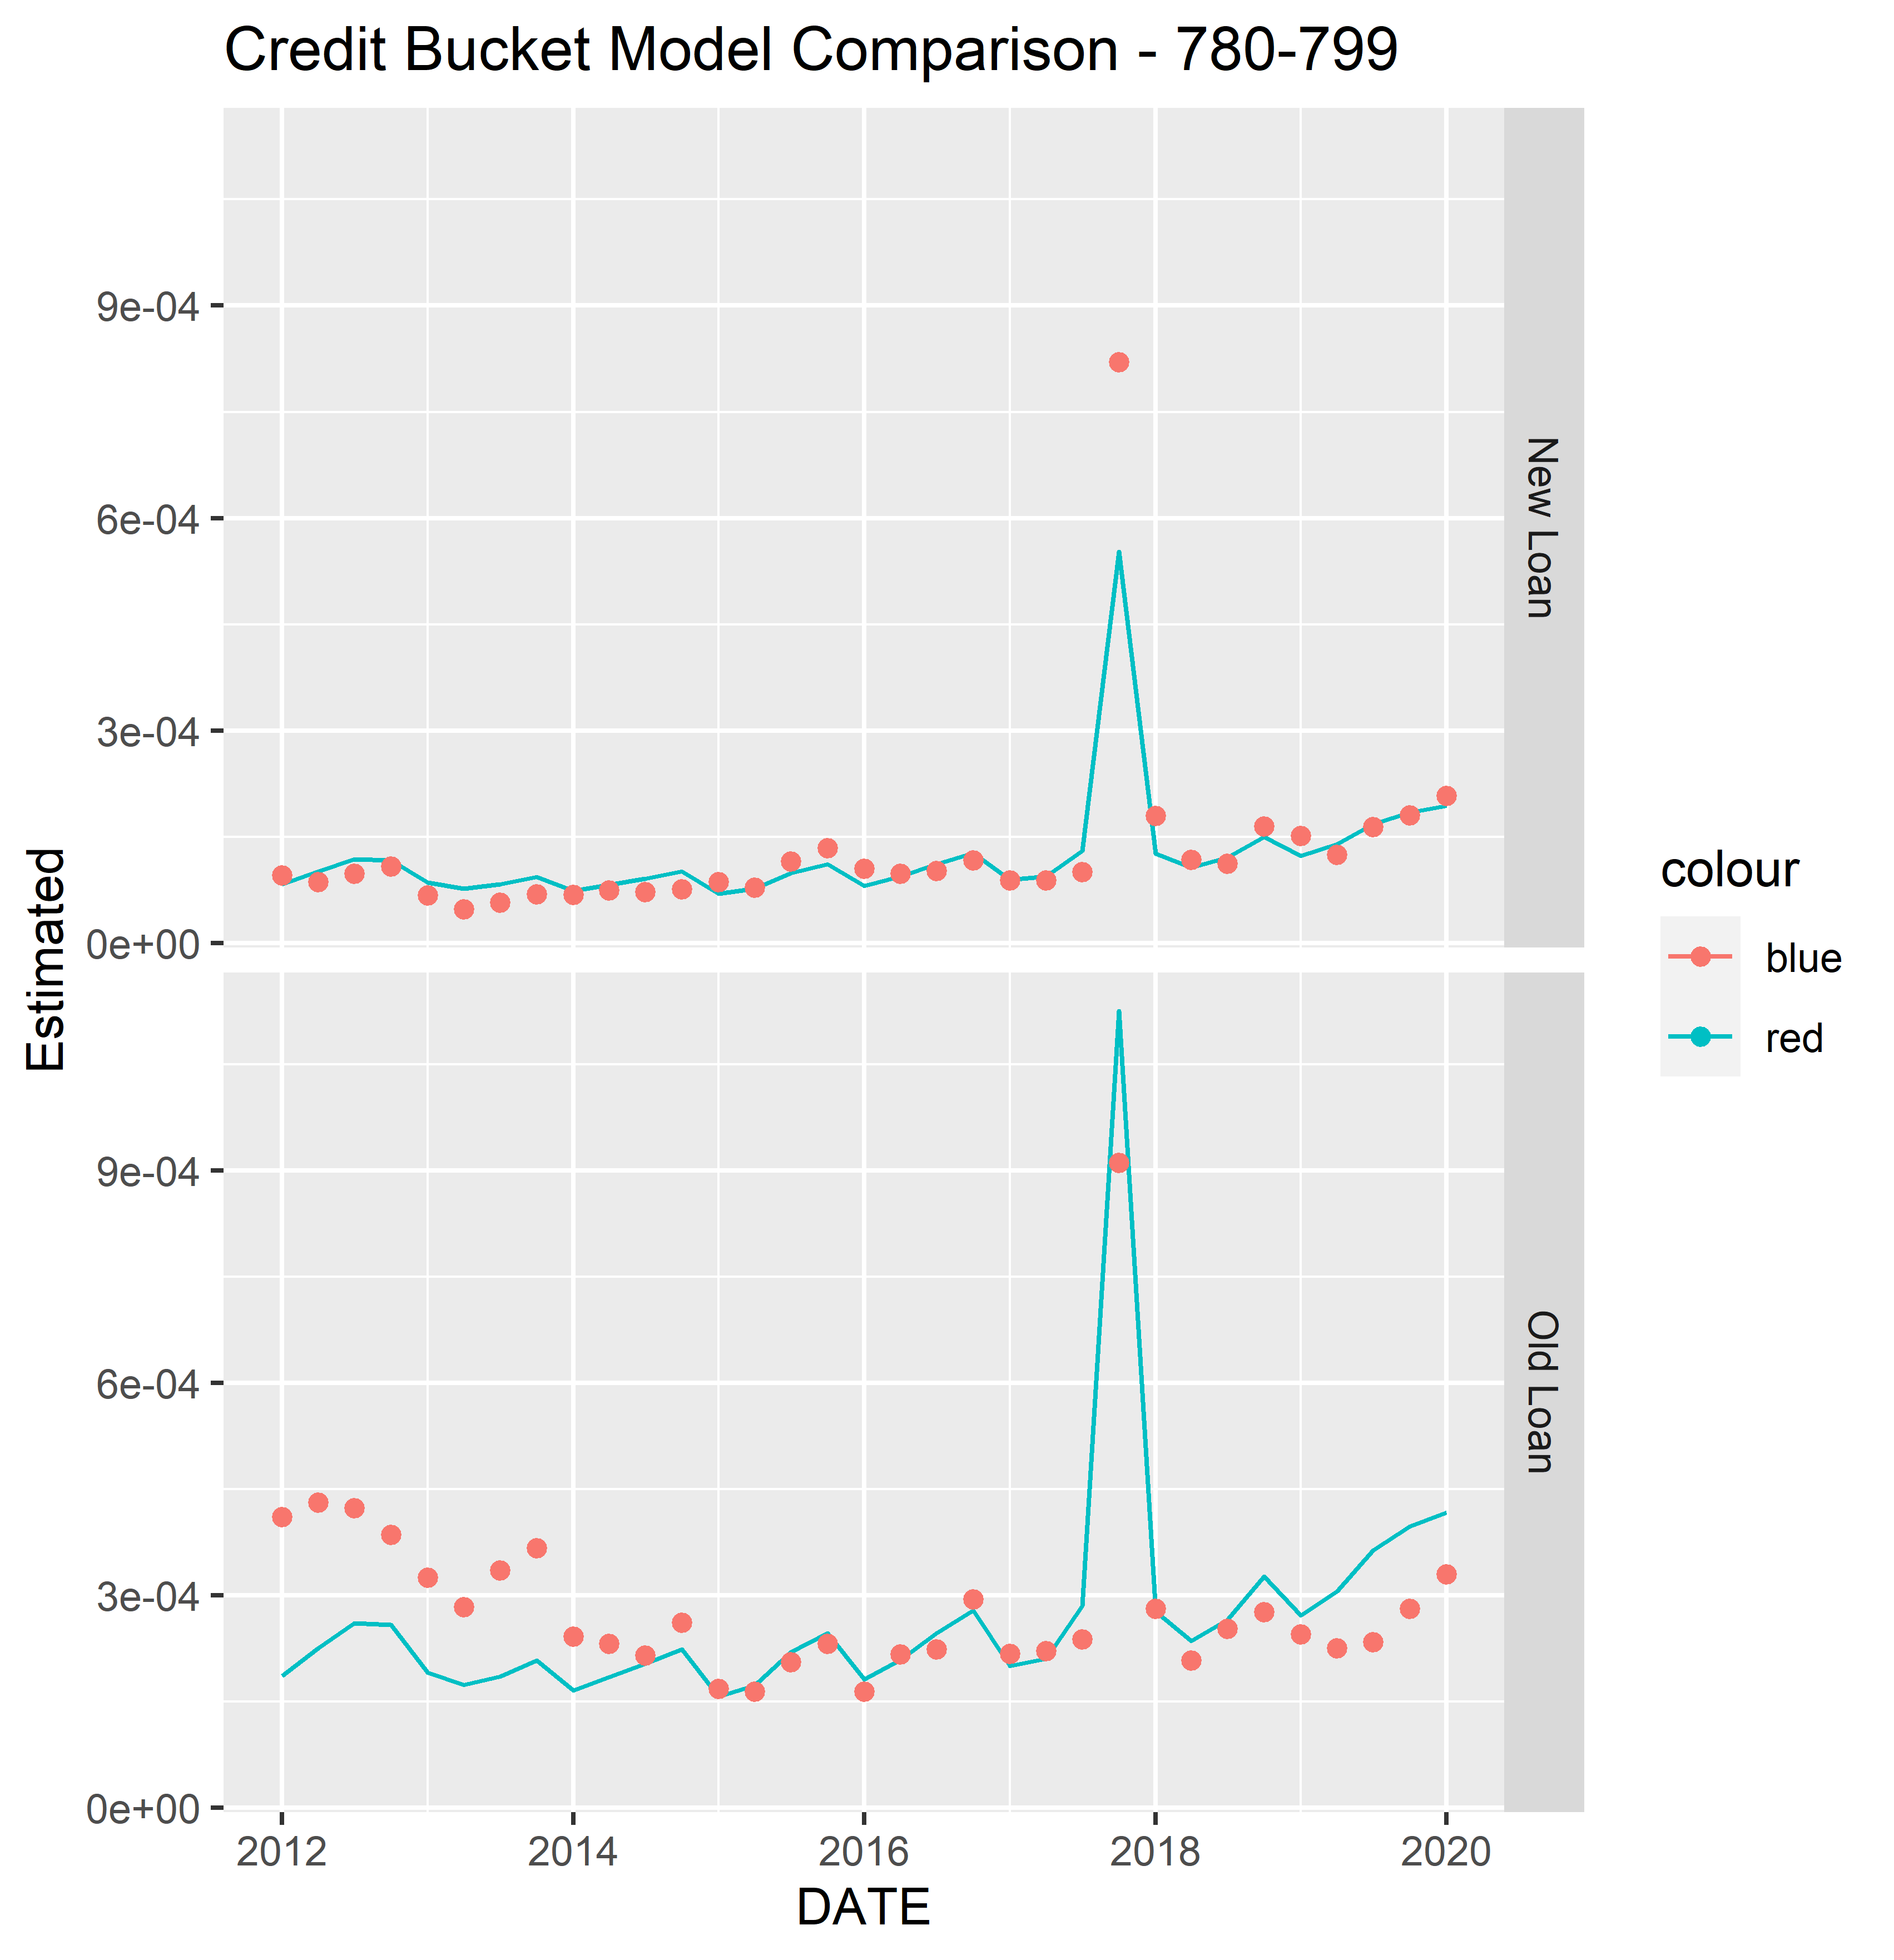 Credit Bucket Model Comparison - 780-799
9e-04
6e-04
3e-04
0e+00
New Loan
9e-04
6e-04
3e-04
0e+00
Old Loan
2012
2014
2016
2018
2020
DATE
Estimated
colour
blue
red